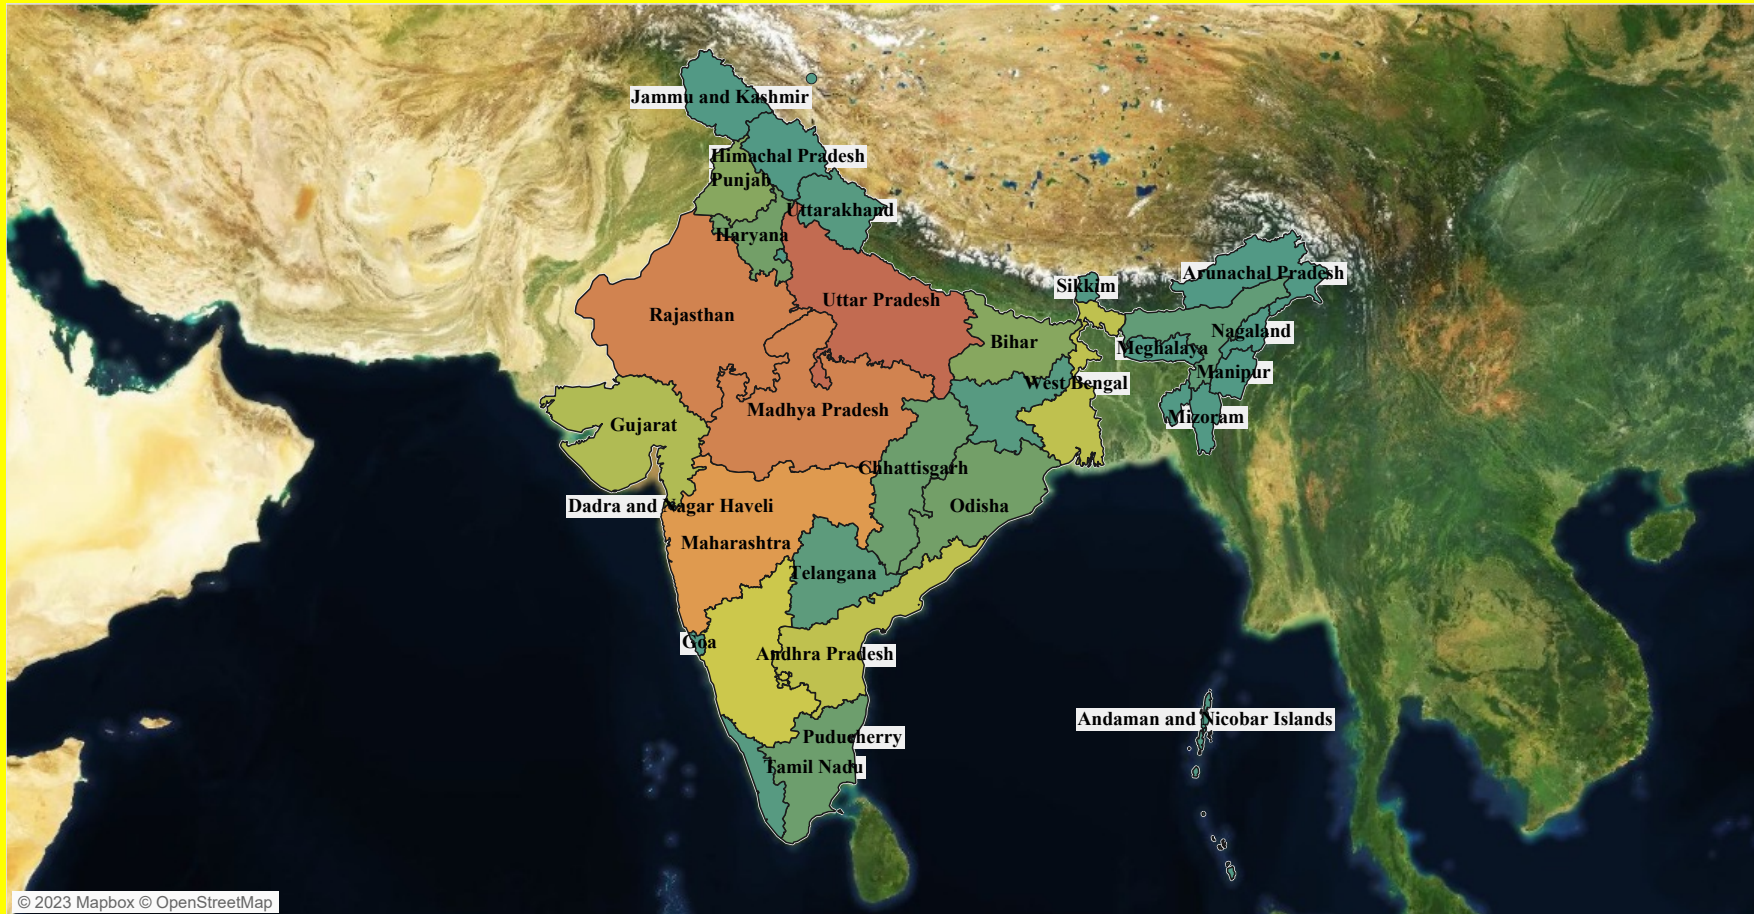 Jammu and Kashmir
Himachal Pradesh
Punjab
Uttarakhand
Haryana
Arunachal Pradesh
Sikkim
Uttar Pradesh
Rajasthan
Nagaland
Bihar
Meghalaya
Manipur
West Bengal
Madhya Pradesh
Mizoram
Gujarat
Chhattisgarh
Dadra and Nagar Haveli
Odisha
Maharashtra
Telangana
Goa
Andhra Pradesh
Andaman and Nicobar Islands
Puducherry
Tamil Nadu
© 2023 Mapbox © OpenStreetMap